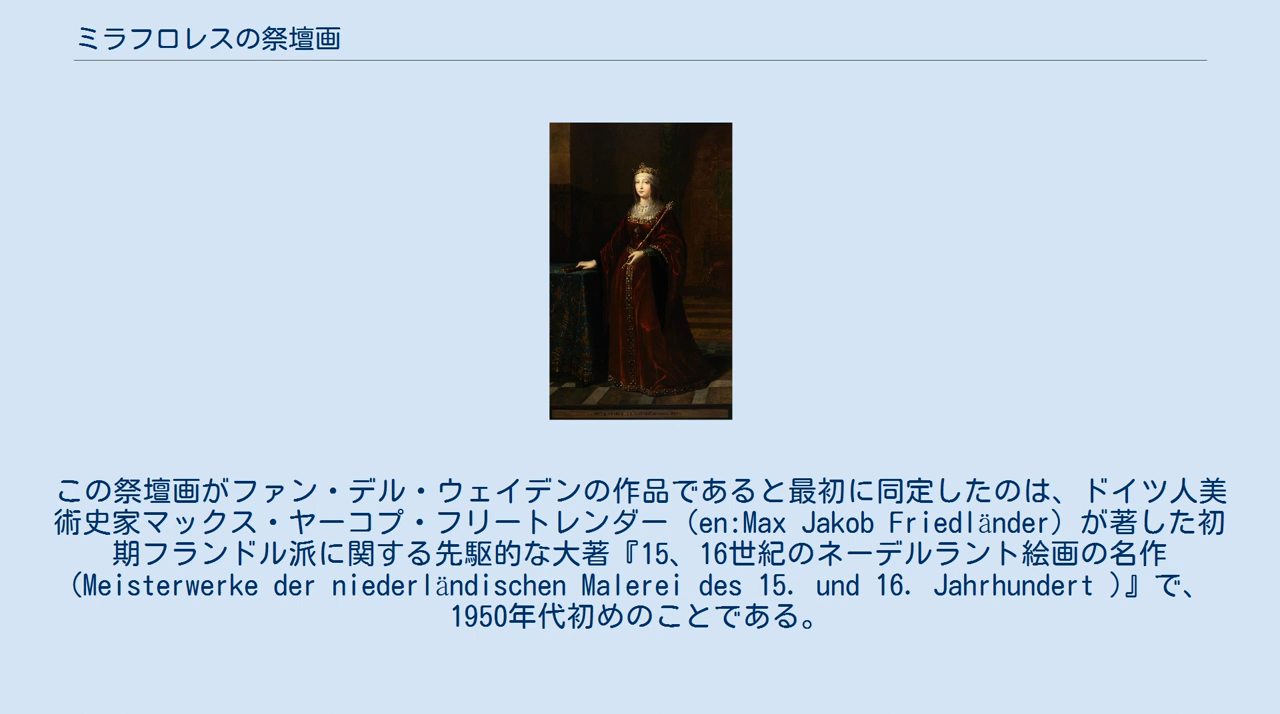 ミラフロレスの祭壇画
この祭壇画がファン・デル・ウェイデンの作品であると最初に同定したのは、ドイツ人美
術史家マックス・ヤーコプ・フリートレンダー（en:Max Jakob Friedländer）が著した初
期フランドル派に関する先駆的な大著『15、16世紀のネーデルラント絵画の名作
(Meisterwerke der niederländischen Malerei des 15. und 16. Jahrhundert )』で、
1950年代初めのことである。